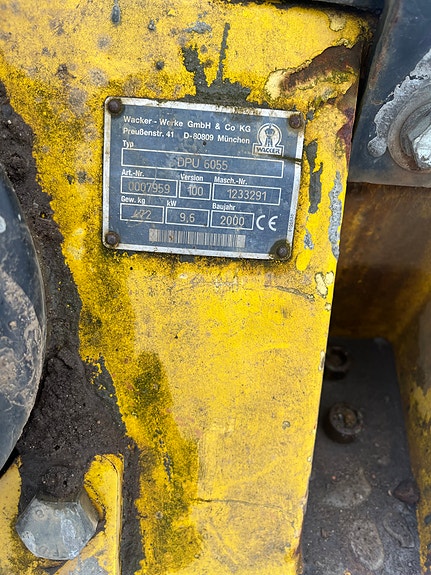 Wacker-Werke GmbH & Co KG
Preußenstr. 41 D-80809 München
WACKER
Typ
DPU 6055
Art.-Nr. Version Masch.-Nr.
0007959 100 1233291
Gew. kg kW Baujahr
422 9,6 2000 CE